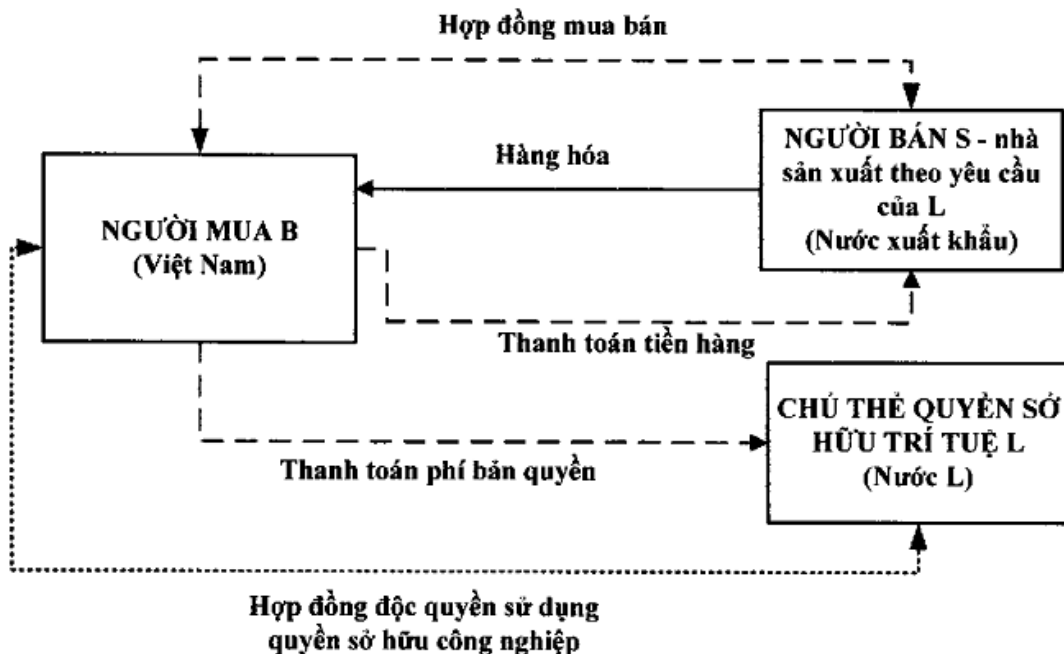 Hợp đồng mua bán
NGƯỜI BÁN S - nhà
sản xuất theo yêu cầu
của L
(Nước xuất khẩu)
Hàng hóa
NGƯỜI MUA B
(Việt Nam)
Thanh toán tiền hàng
CHỦ THỂ QUYỀN SỞ
HỮU TRÍ TUỆ L
(Nước L)
Thanh toán phí bản quyền
Hợp đồng độc quyền sử dụng
quyền sở hữu công nghiệp